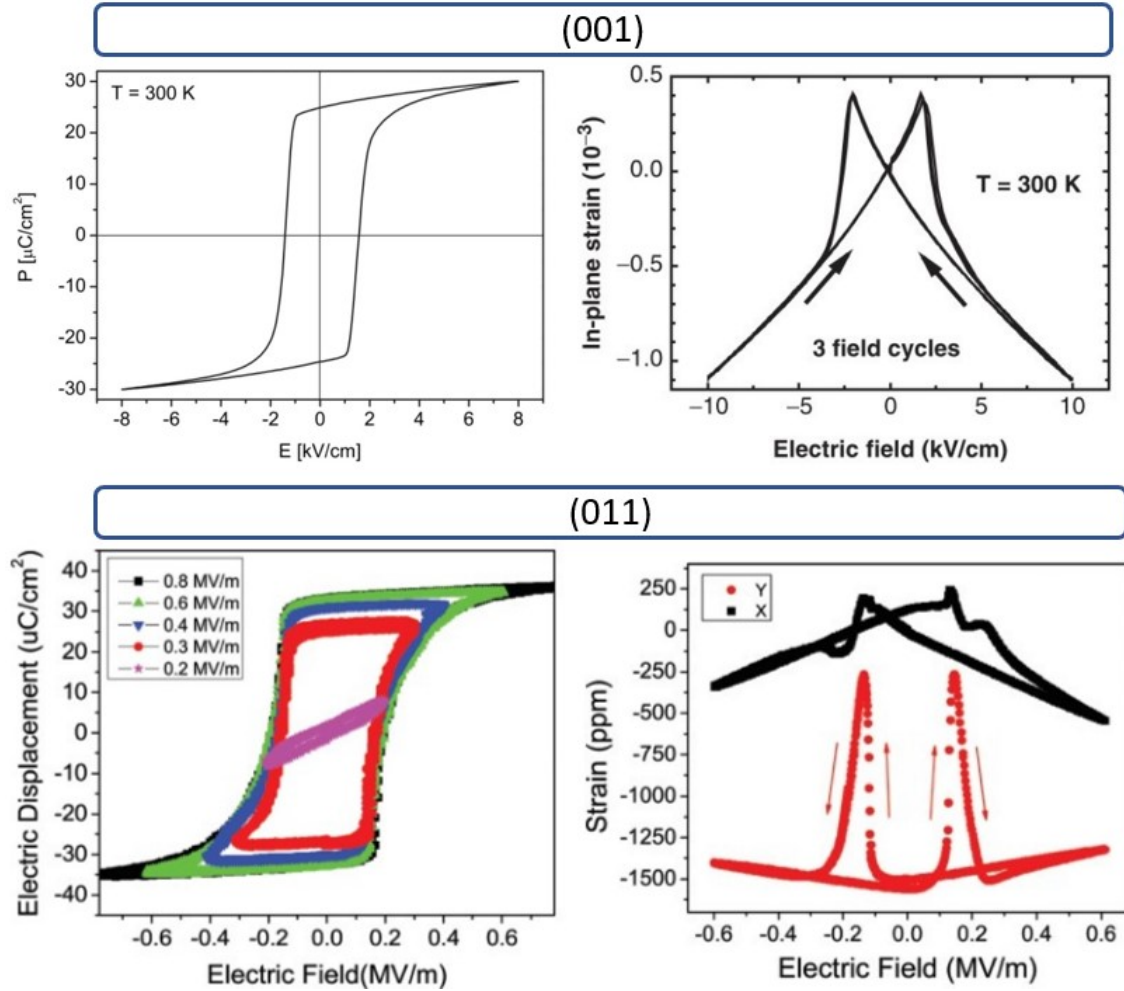 (001)
T = 300 K
P [μC/cm²]
30
20
10
0
-10
-20
-30
-8 -6 -4 -2 0 2 4 6 8
E [kV/cm]
In-plane strain (10⁻³)
0.5
0.0
−0.5
−1.0
T = 300 K
3 field cycles
−10 −5 0 5 10
Electric field (kV/cm)
(011)
Electric Displacement (uC/cm²)
40
30
20
10
0
-10
-20
-30
-40
0.8 MV/m
0.6 MV/m
0.4 MV/m
0.3 MV/m
0.2 MV/m
-0.6 -0.4 -0.2 0.0 0.2 0.4 0.6
Electric Field(MV/m)
Strain (ppm)
250
0
-250
-500
-750
-1000
-1250
-1500
Y
X
-0.6 -0.4 -0.2 0.0 0.2 0.4 0.6
Electric Field (MV/m)